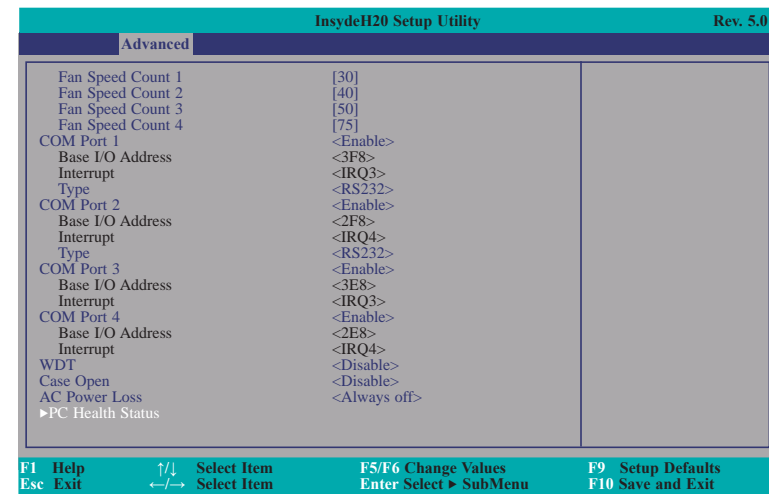 InsydeH20 Setup Utility Rev. 5.0
Advanced
Fan Speed Count 1 [30]
Fan Speed Count 2 [40]
Fan Speed Count 3 [50]
Fan Speed Count 4 [75]
COM Port 1 <Enable>
Base I/O Address <3F8>
Interrupt <IRQ3>
Type <RS232>
COM Port 2 <Enable>
Base I/O Address <2F8>
Interrupt <IRQ4>
Type <RS232>
COM Port 3 <Enable>
Base I/O Address <3E8>
Interrupt <IRQ3>
COM Port 4 <Enable>
Base I/O Address <2E8>
Interrupt <IRQ4>
WDT <Disable>
Case Open <Disable>
AC Power Loss <Always off>
►PC Health Status
F1 Help ↑/↓ Select Item F5/F6 Change Values F9 Setup Defaults
Esc Exit ←/→ Select Item Enter Select ► SubMenu F10 Save and Exit